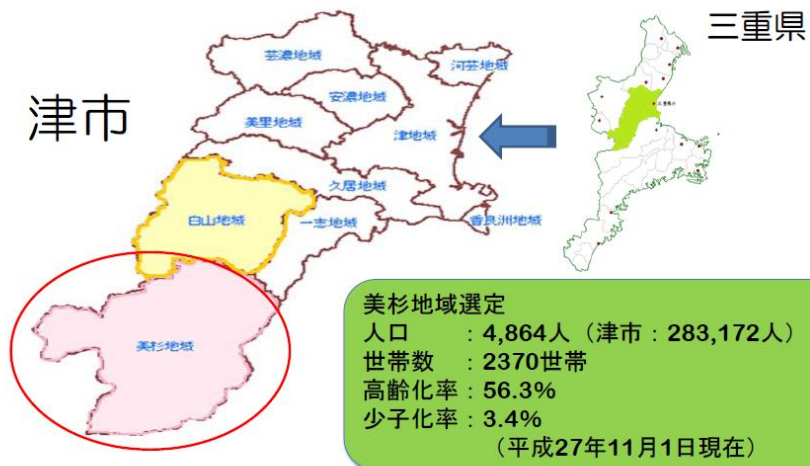 三重県
津市
芸濃地域
河芸地域
安濃地域
美里地域
津地域
久居地域
白山地域
一志地域
香良洲地域
美杉地域
美杉地域選定
人口 : 4,864人（津市：283,172人）
世帯数 : 2370世帯
高齢化率 : 56.3%
少子化率 : 3.4%
（平成27年11月1日現在）